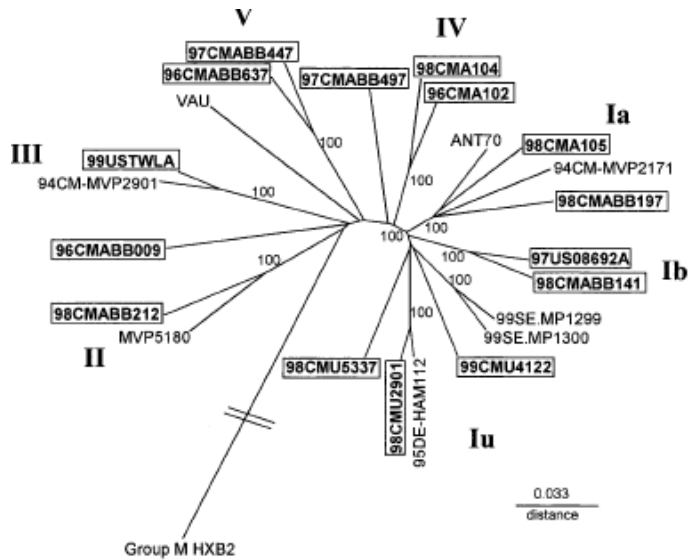 V
IV
97CMABB447
96CMABB637
97CMABB497
98CMA104
96CMA102
VAU
Ia
ANT70
98CMA105
94CM-MVP2171
98CMABB197
III
99USTWLA
94CM-MVP2901
100
100
100
100
100
96CMABB009
100
100
97US08692A
98CMABB141
Ib
100
98CMABB212
MVP5180
II
100
99SE.MP1299
99SE.MP1300
98CMU5337
98CMU2901
95DE-HAM112
99CMU4122
Iu
0.033
distance
Group M HXB2